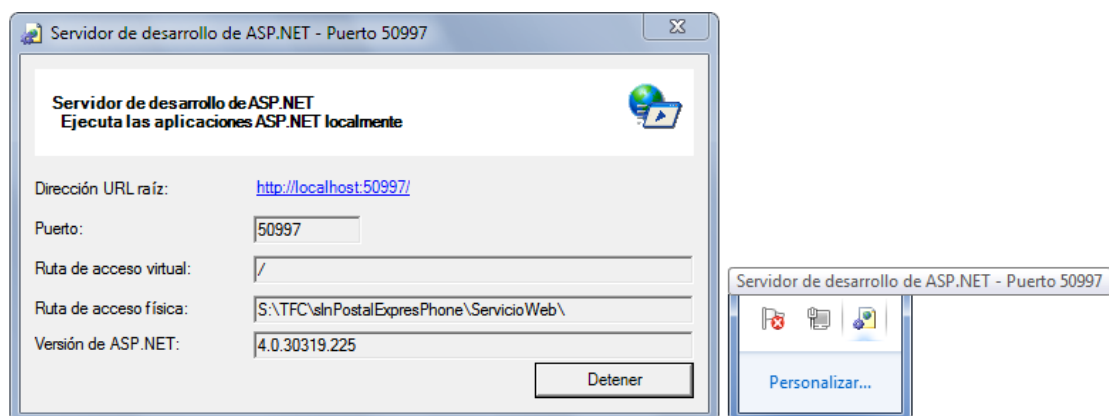 Servidor de desarrollo de ASP.NET - Puerto 50997
Servidor de desarrollo de ASP.NET
Ejecuta las aplicaciones ASP.NET localmente
Dirección URL raíz: http://localhost:50997/
Puerto: 50997
Ruta de acceso virtual: /
Ruta de acceso física: S:\TFC\slnPostalExpresPhone\ServicioWeb\
Versión de ASP.NET: 4.0.30319.225
Detener
Servidor de desarrollo de ASP.NET - Puerto 50997
Personalizar...